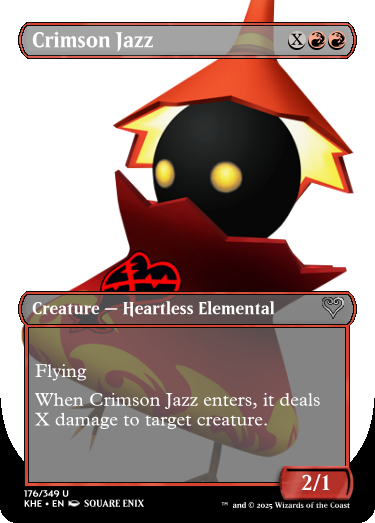 Crimson Jazz X
Creature — Heartless Elemental
Flying
When Crimson Jazz enters, it deals
X damage to target creature.
2/1
176/349 U
KHE • EN SQUARE ENIX
™ and © 2025 Wizards of the Coast